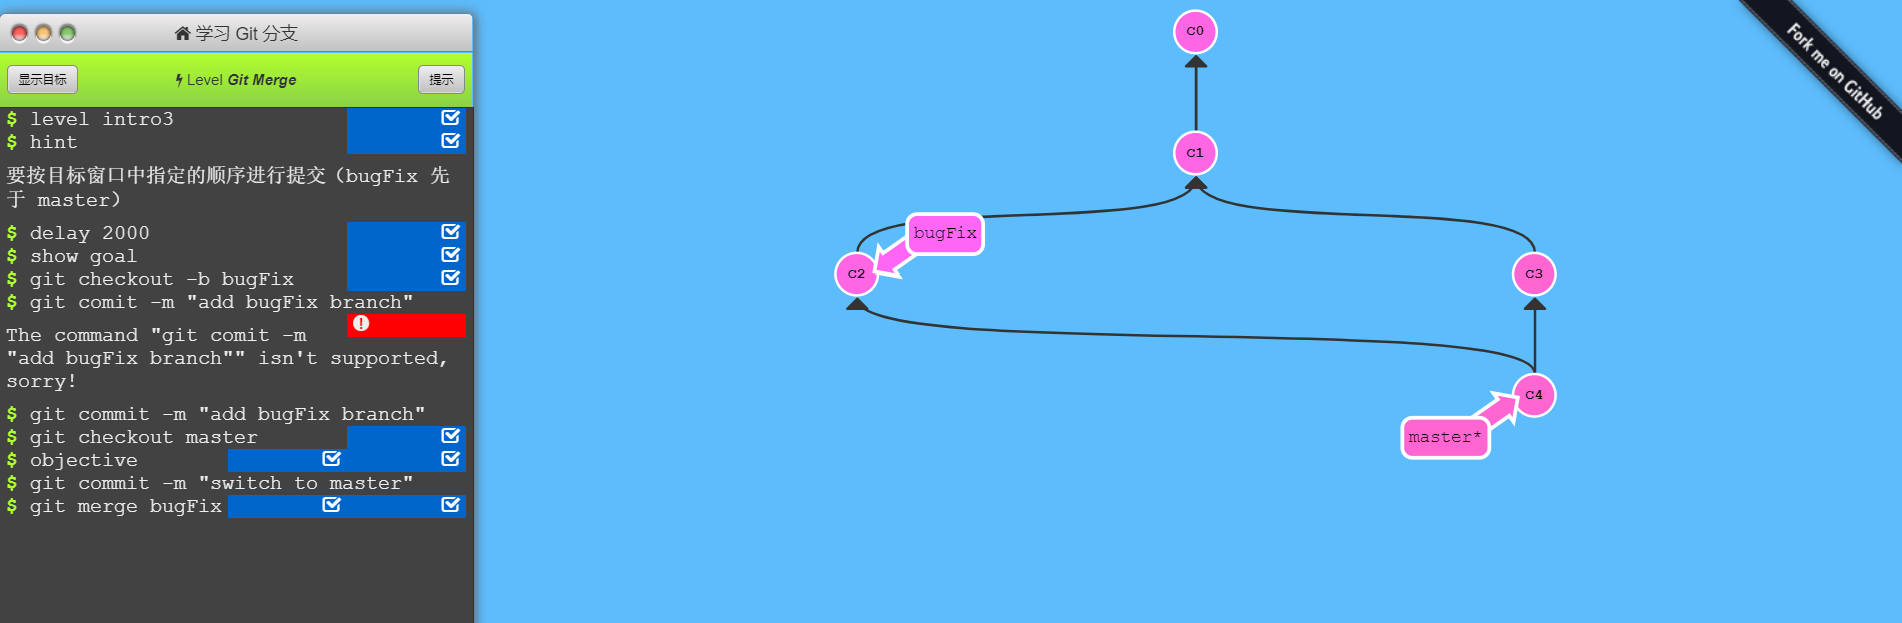 学习 Git 分支
显示目标
Level Git Merge
提示
$ level intro3
$ hint
要按目标窗口中指定的顺序进行提交（bugFix 先
于 master）
$ delay 2000
$ show goal
$ git checkout -b bugFix
$ git comit -m "add bugFix branch"
The command "git comit -m
"add bugFix branch"" isn't supported,
sorry!
$ git commit -m "add bugFix branch"
$ git checkout master
$ objective
$ git commit -m "switch to master"
$ git merge bugFix
C0
C1
bugFix
C2
C3
C4
master*
Fork me on GitHub